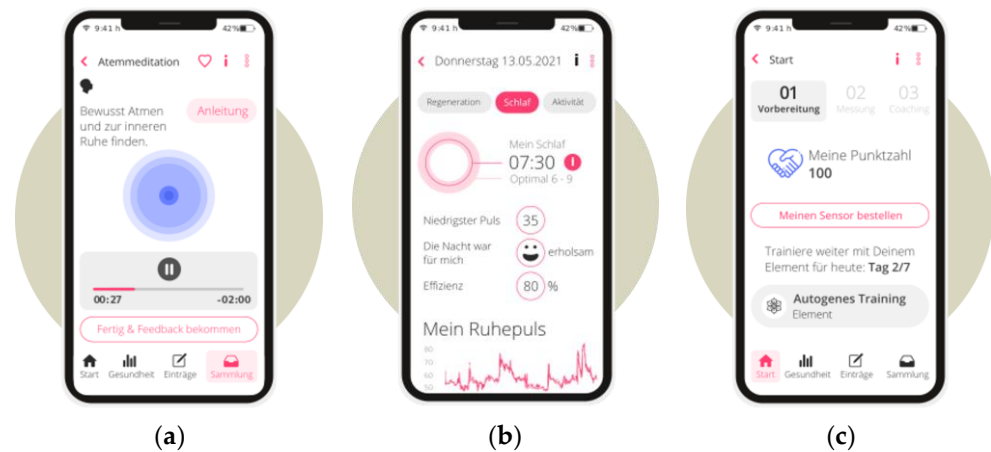 9:41 h 42%
Atemmeditation i
Bewusst Atmen
und zur inneren
Ruhe finden.
Anleitung
00:27 -02:00
Fertig & Feedback bekommen
Start Gesundheit Einträge Sammlung
(a)
9:41 h 42%
Donnerstag 13.05.2021 i
Regeneration Schlaf Aktivität
Mein Schlaf
07:30
Optimal 6 - 9
Niedrigster Puls 35
Die Nacht war
für mich
erholsam
Effizienz 80 %
Mein Ruhepuls
80
70
60
50
(b)
9:41 h 42%
Start i
01 02 03
Vorbereitung Messung Coaching
Meine Punktzahl
100
Meinen Sensor bestellen
Trainiere weiter mit Deinem
Element für heute: Tag 2/7
Autogenes Training
Element
Start Gesundheit Einträge Sammlung
(c)